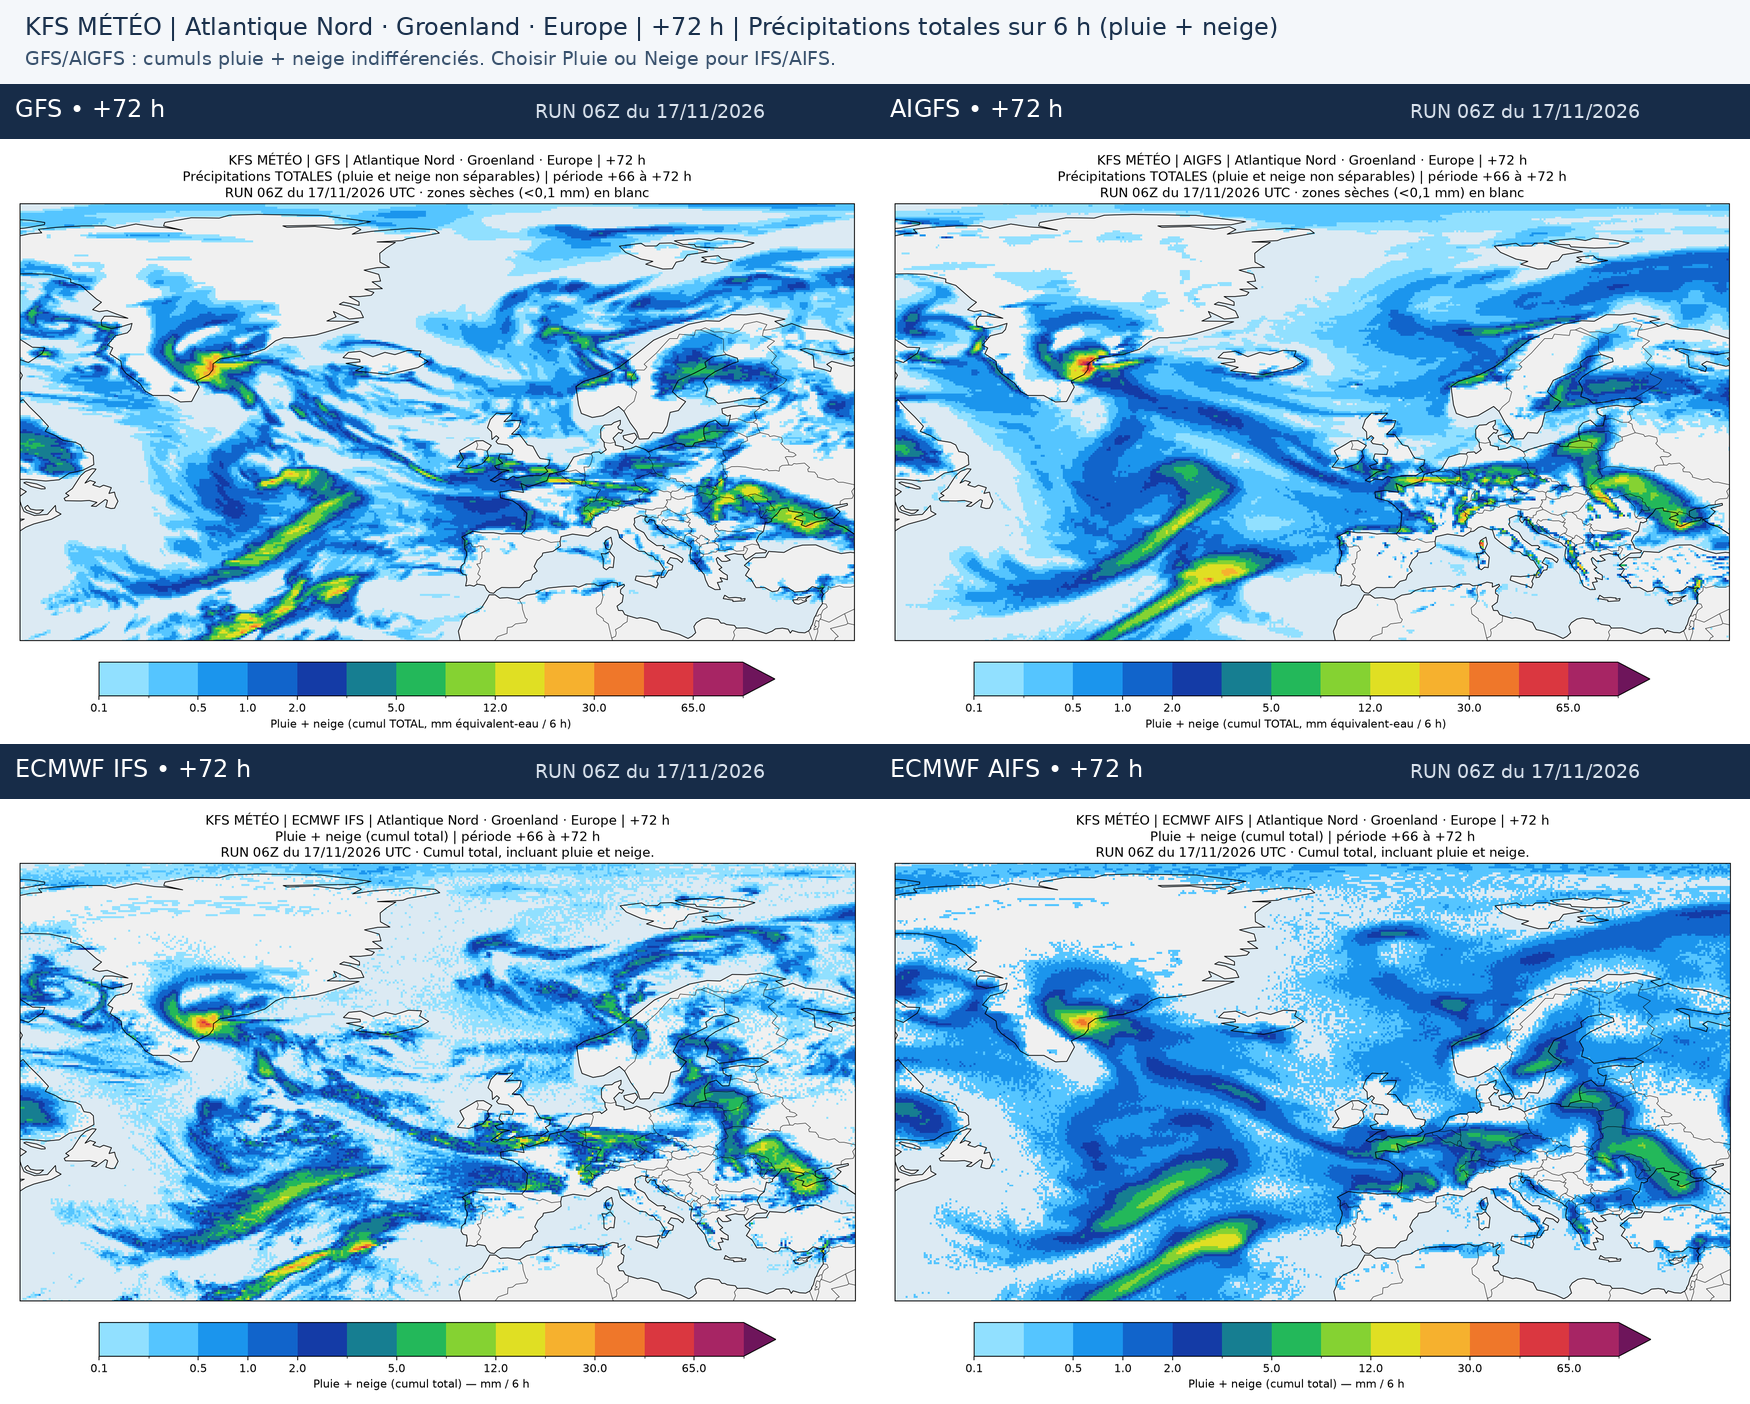 KFS MÉTÉO | Atlantique Nord · Groenland · Europe | +72 h | Précipitations totales sur 6 h (pluie + neige)
GFS/AIGFS : cumuls pluie + neige indifférenciés. Choisir Pluie ou Neige pour IFS/AIFS.
GFS • +72 h
RUN 06Z du 17/11/2026
KFS MÉTÉO | GFS | Atlantique Nord · Groenland · Europe | +72 h
Précipitations TOTALES (pluie et neige non séparables) | période +66 à +72 h
RUN 06Z du 17/11/2026 UTC · zones sèches (<0,1 mm) en blanc
0.1 0.5 1.0 2.0 5.0 12.0 30.0 65.0
Pluie + neige (cumul TOTAL, mm équivalent-eau / 6 h)
AIGFS • +72 h
RUN 06Z du 17/11/2026
KFS MÉTÉO | AIGFS | Atlantique Nord · Groenland · Europe | +72 h
Précipitations TOTALES (pluie et neige non séparables) | période +66 à +72 h
RUN 06Z du 17/11/2026 UTC · zones sèches (<0,1 mm) en blanc
0.1 0.5 1.0 2.0 5.0 12.0 30.0 65.0
Pluie + neige (cumul TOTAL, mm équivalent-eau / 6 h)
ECMWF IFS • +72 h
RUN 06Z du 17/11/2026
KFS MÉTÉO | ECMWF IFS | Atlantique Nord · Groenland · Europe | +72 h
Pluie + neige (cumul total) | période +66 à +72 h
RUN 06Z du 17/11/2026 UTC · Cumul total, incluant pluie et neige.
0.1 0.5 1.0 2.0 5.0 12.0 30.0 65.0
Pluie + neige (cumul total) — mm / 6 h
ECMWF AIFS • +72 h
RUN 06Z du 17/11/2026
KFS MÉTÉO | ECMWF AIFS | Atlantique Nord · Groenland · Europe | +72 h
Pluie + neige (cumul total) | période +66 à +72 h
RUN 06Z du 17/11/2026 UTC · Cumul total, incluant pluie et neige.
0.1 0.5 1.0 2.0 5.0 12.0 30.0 65.0
Pluie + neige (cumul total) — mm / 6 h